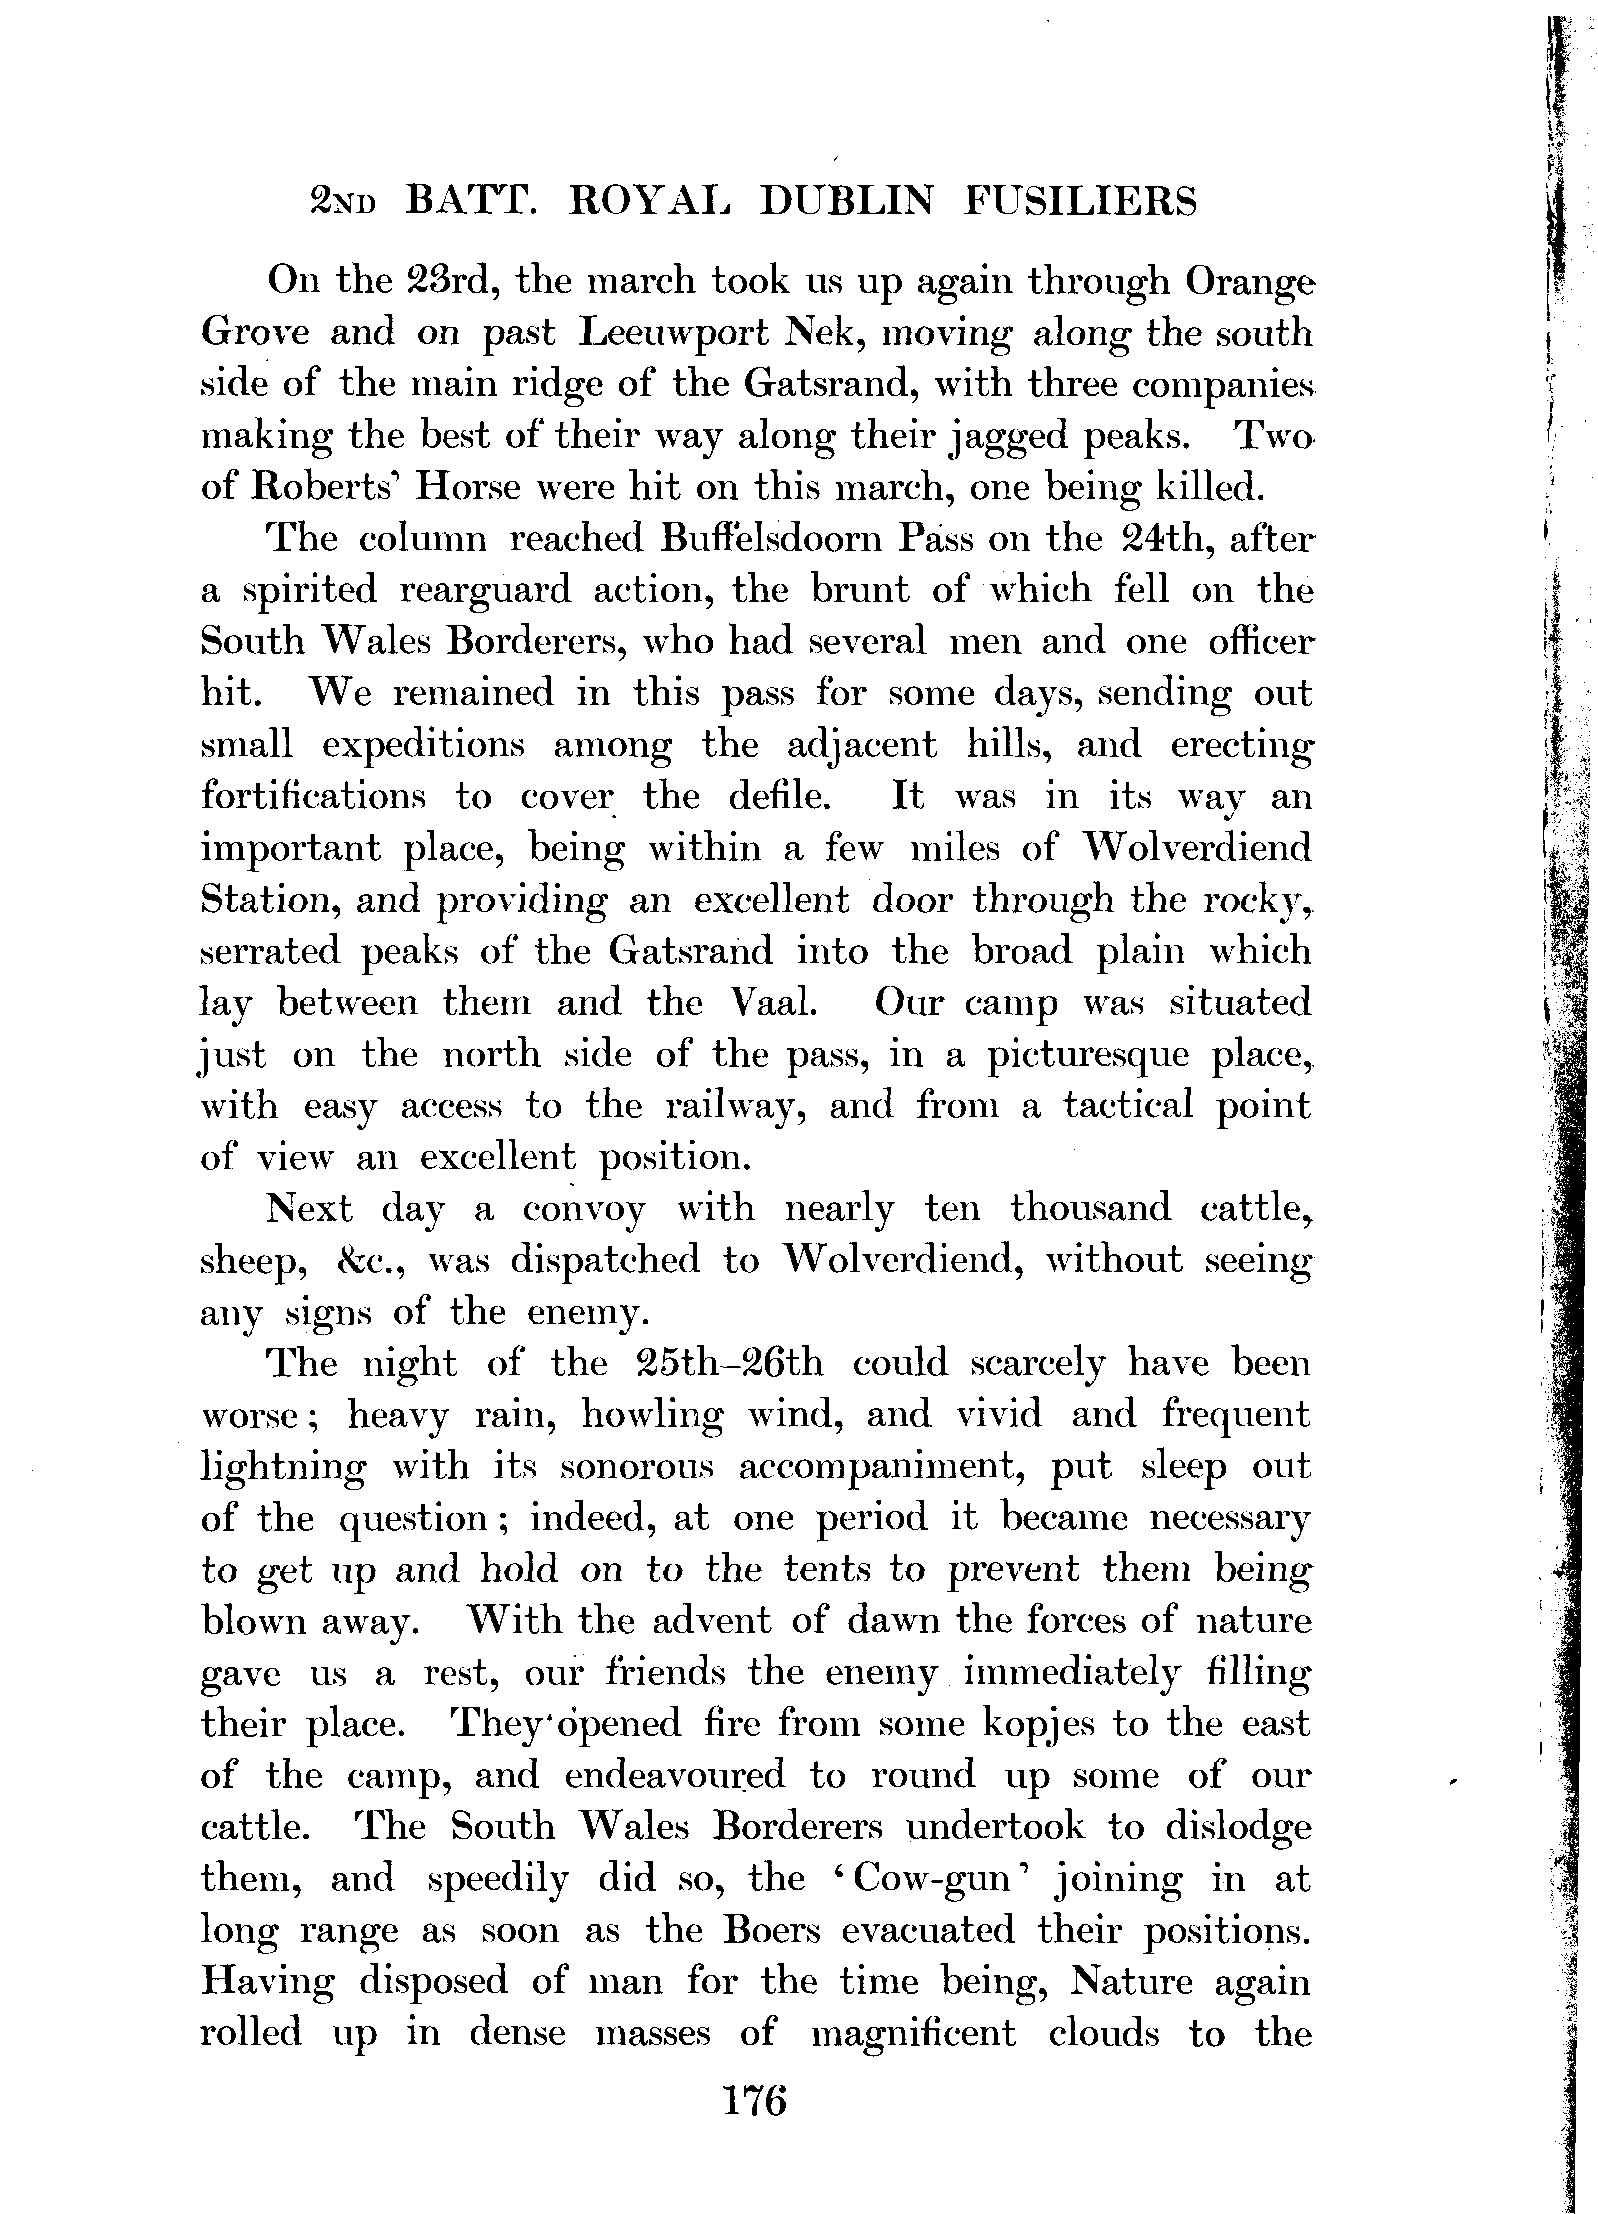 2ND BATT. ROYAL DUBLIN FUSILIERS
On the 23rd, the march took us up again through Orange
Grove and on past Leeuwport Nek, moving along the south
side of the main ridge of the Gatsrand, with three companies
making the best of their way along their jagged peaks. Two
of Roberts' Horse were hit on this march, one being killed.
The column reached Buffelsdoorn Pass on the 24th, after
a spirited rearguard action, the brunt of which fell on the
South Wales Borderers, who had several men and one officer
hit. We remained in this pass for some days, sending out
small expeditions among the adjacent hills, and erecting
fortifications to cover the defile. It was in its way an
important place, being within a few miles of Wolverdiend
Station, and providing an excellent door through the rocky,
serrated peaks of the Gatsrand into the broad plain which
lay between them and the Vaal. Our camp was situated
just on the north side of the pass, in a picturesque place,
with easy access to the railway, and from a tactical point
of view an excellent position.
Next day a convoy with nearly ten thousand cattle,
sheep, &c., was dispatched to Wolverdiend, without seeing
any signs of the enemy.
The night of the 25th–26th could scarcely have been
worse; heavy rain, howling wind, and vivid and frequent
lightning with its sonorous accompaniment, put sleep out
of the question; indeed, at one period it became necessary
to get up and hold on to the tents to prevent them being
blown away. With the advent of dawn the forces of nature
gave us a rest, our friends the enemy immediately filling
their place. They opened fire from some kopjes to the east
of the camp, and endeavoured to round up some of our
cattle. The South Wales Borderers undertook to dislodge
them, and speedily did so, the 'Cow-gun' joining in at
long range as soon as the Boers evacuated their positions.
Having disposed of man for the time being, Nature again
rolled up in dense masses of magnificent clouds to the
176